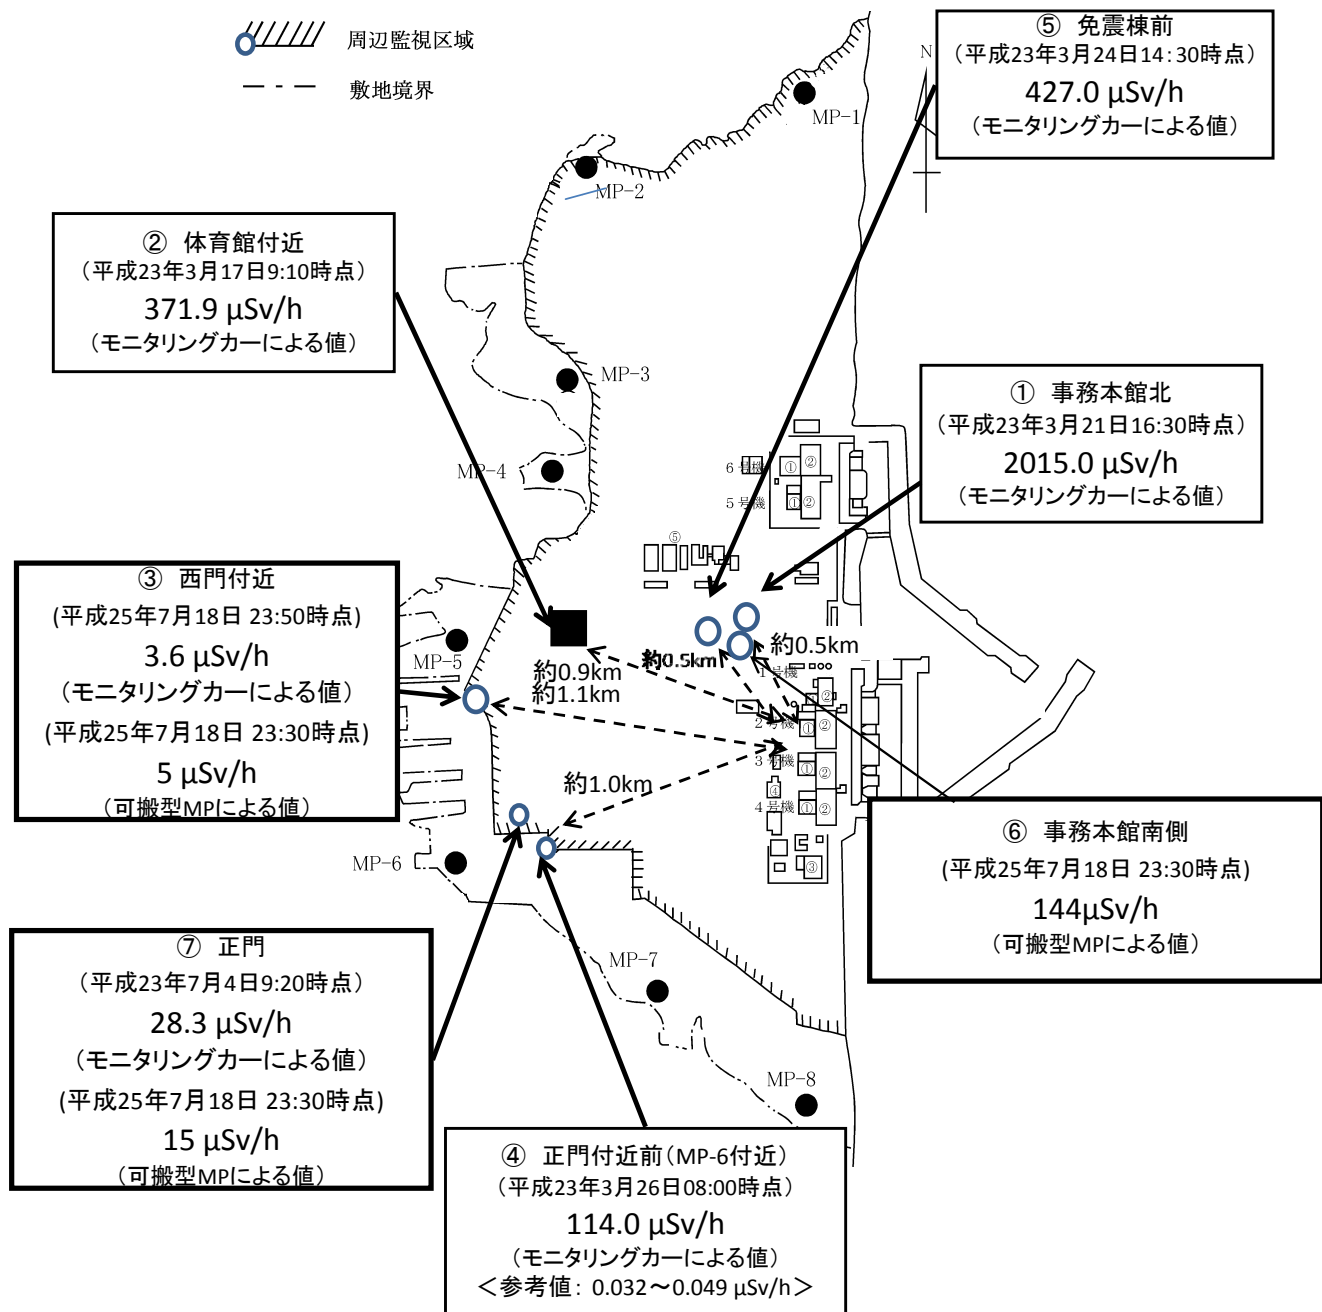 周辺監視区域
敷地境界
⑤ 免震棟前
(平成23年3月24日14:30時点)
427.0 μSv/h
(モニタリングカーによる値)
N
MP-1
MP-2
② 体育館付近
(平成23年3月17日9:10時点)
371.9 μSv/h
(モニタリングカーによる値)
MP-3
MP-4
① 事務本館北
(平成23年3月21日16:30時点)
2015.0 μSv/h
(モニタリングカーによる値)
6号機
① ②
5号機
① ②
⑤
③ 西門付近
(平成25年7月18日 23:50時点)
3.6 μSv/h
(モニタリングカーによる値)
(平成25年7月18日 23:30時点)
5 μSv/h
(可搬型MPによる値)
MP-5
約0.9km
約1.1km
約0.5km
約0.5km
1号機
②
2号機
① ②
3号機
① ②
④
4号機
① ②
③
約1.0km
MP-6
⑥ 事務本館南側
(平成25年7月18日 23:30時点)
144μSv/h
(可搬型MPによる値)
⑦ 正門
(平成23年7月4日9:20時点)
28.3 μSv/h
(モニタリングカーによる値)
(平成25年7月18日 23:30時点)
15 μSv/h
(可搬型MPによる値)
MP-7
MP-8
④ 正門付近前(MP-6付近)
(平成23年3月26日08:00時点)
114.0 μSv/h
(モニタリングカーによる値)
＜参考値: 0.032～0.049 μSv/h＞